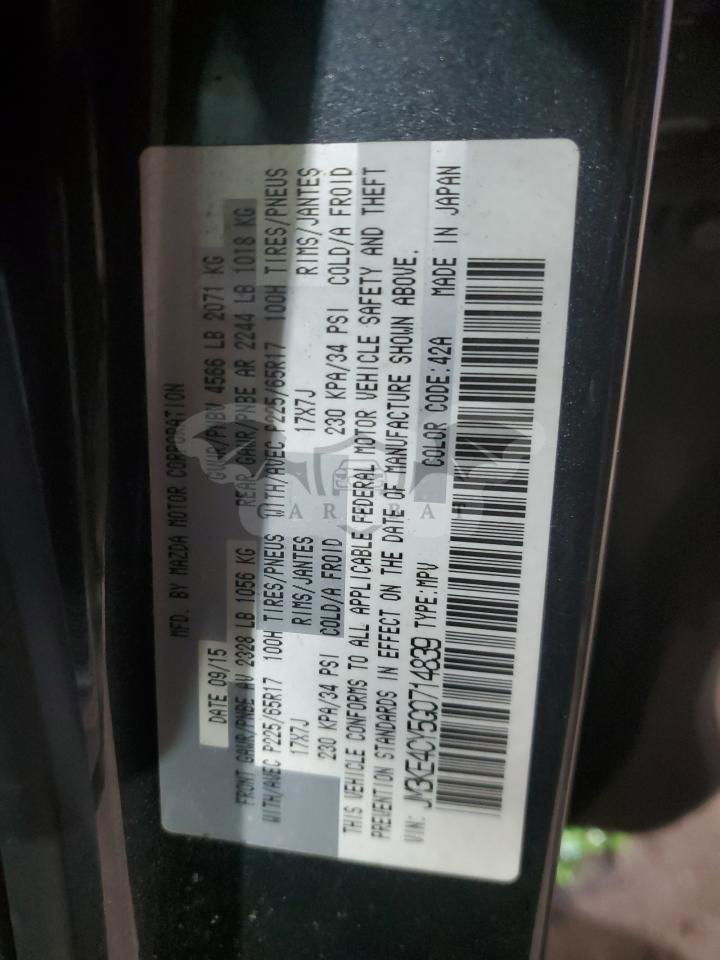 MFD. BY MAZDA MOTOR CORPORATION
DATE 09/15 GVWR/PNBV 4566 LB 2071 KG
FRONT GAWR/PNBE AV 2328 LB 1056 KG REAR GAWR/PNBE AR 2244 LB 1018 KG
WITH/AVEC P225/65R17 100H TIRES/PNEUS WITH/AVEC P225/65R17 100H TIRES/PNEUS
17X7J RIMS/JANTES 17X7J RIMS/JANTES
230 KPA/34 PSI COLD/A FROID 230 KPA/34 PSI COLD/A FROID
THIS VEHICLE CONFORMS TO ALL APPLICABLE FEDERAL MOTOR VEHICLE SAFETY AND THEFT
PREVENTION STANDARDS IN EFFECT ON THE DATE OF MANUFACTURE SHOWN ABOVE.
VIN: JM3KE4CY5G0714839 TYPE:MPV COLOR CODE:42A MADE IN JAPAN